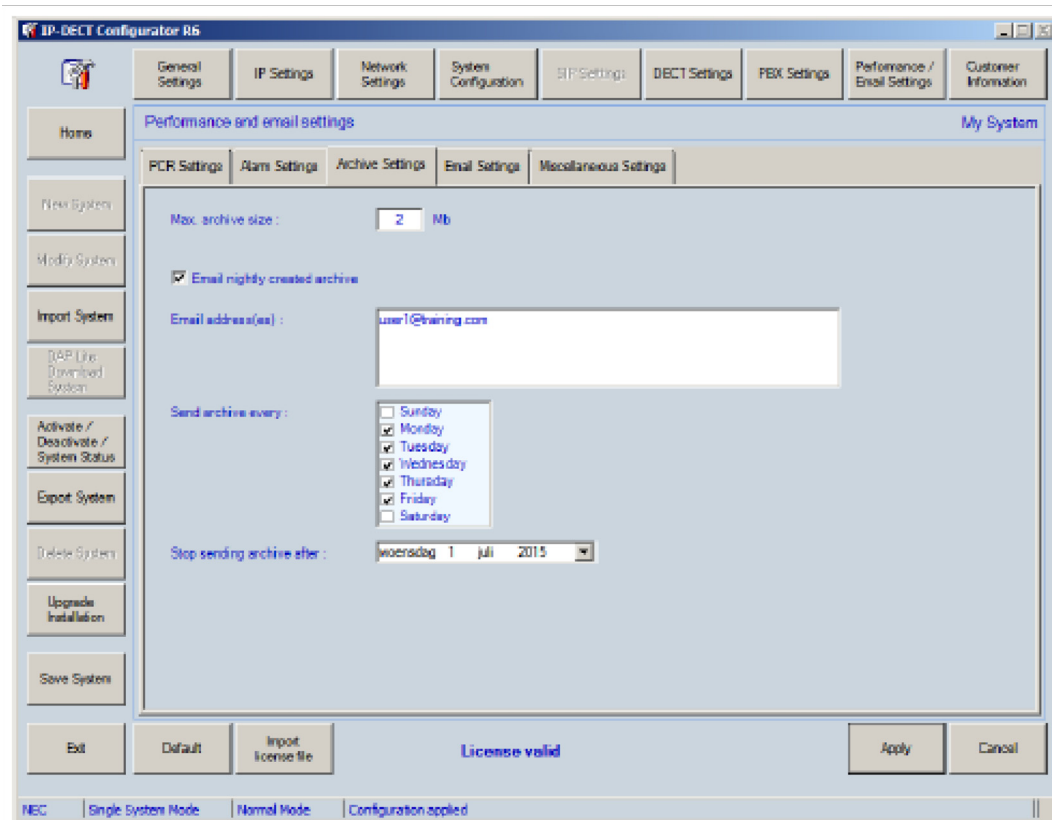 IP-DECT Configurator R6
General Settings
IP Settings
Network Settings
System Configuration
SIP Settings
DECT Settings
PBX Settings
Performance / Email Settings
Customer Information
Home
Performance and email settings
My System
PCR Settings
Alarm Settings
Archive Settings
Email Settings
Miscellaneous Settings
New System
Modify System
Import System
DAP Lite Download System
Activate / Deactivate / System Status
Export System
Delete System
Upgrade Installation
Save System
Max. archive size :
2 Mb
Email nightly created archive
Email address(es) :
user1@training.com
Send archive every :
Sunday
Monday
Tuesday
Wednesday
Thursday
Friday
Saturday
Stop sending archive after :
woensdag 1 juli 2015
Exit
Default
Import license file
License valid
Apply
Cancel
NEC
Single System Mode
Normal Mode
Configuration applied